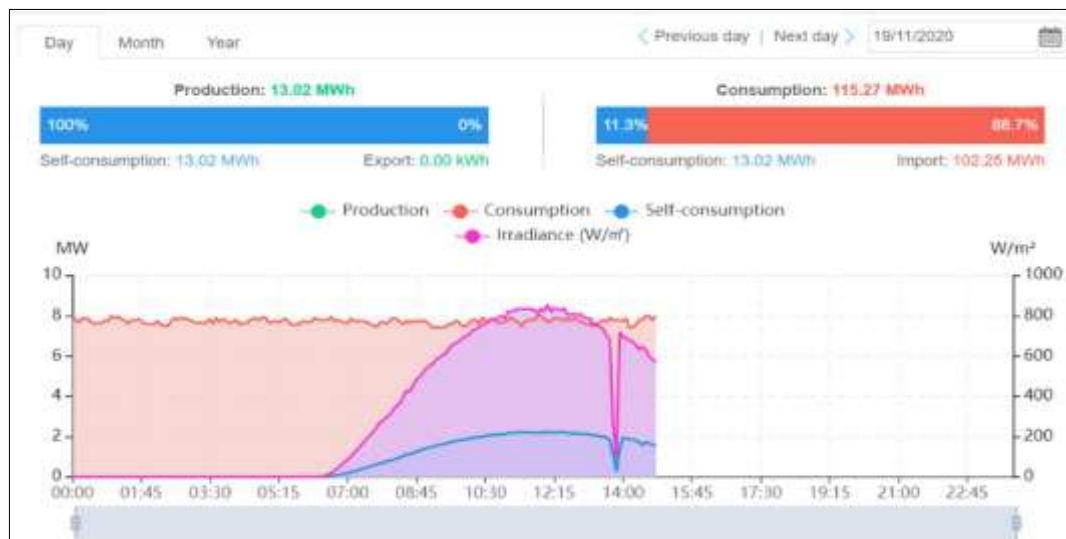 Day Month Year < Previous day | Next day > 19/11/2020
Production: 13.02 MWh Consumption: 115.27 MWh
100% 0% 11.3% 88.7%
Self-consumption: 13.02 MWh Export: 0.00 kWh Self-consumption: 13.02 MWh Import: 102.25 MWh
Production Consumption Self-consumption
Irradiance (W/㎡)
MW W/m²
10 1000
8 800
6 600
4 400
2 200
0 0
00:00 01:45 03:30 05:15 07:00 08:45 10:30 12:15 14:00 15:45 17:30 19:15 21:00 22:45